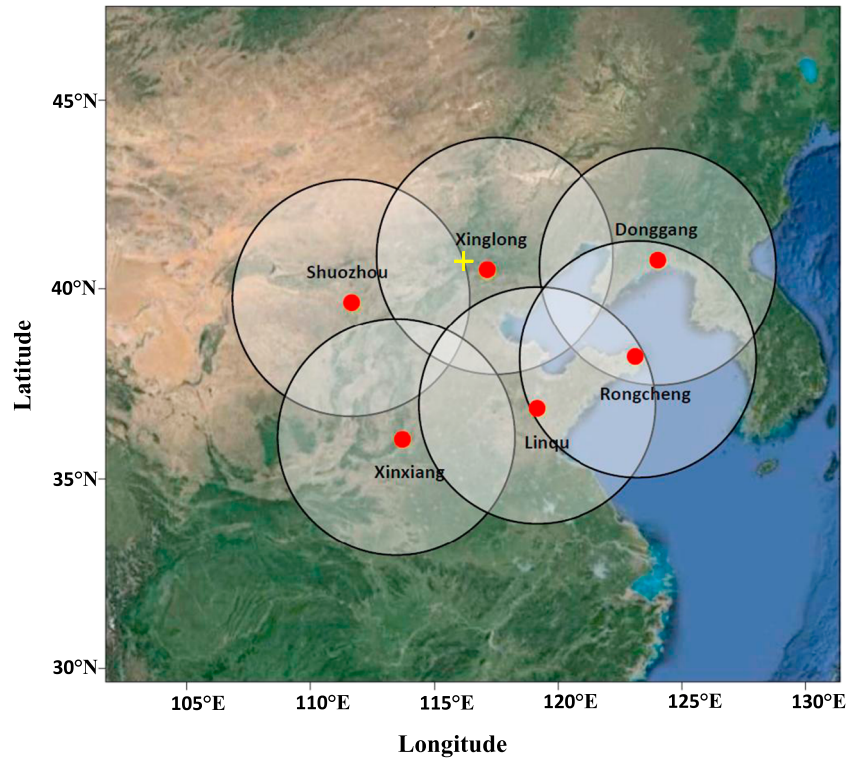 45°N
Xinglong
Donggang
Shuozhou
40°N
Latitude
Rongcheng
Linqu
Xinxiang
35°N
30°N
105°E
110°E
115°E
120°E
125°E
130°E
Longitude